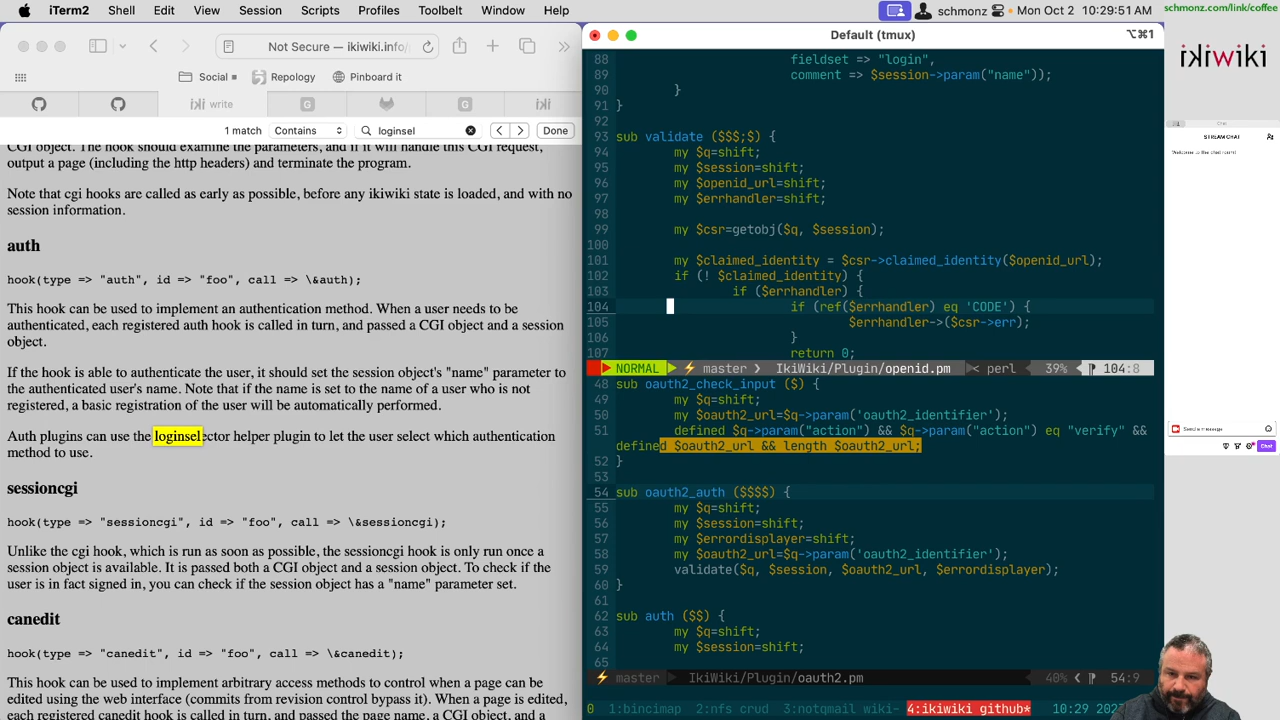 iTerm2 Shell Edit View Session Scripts Profiles Toolbelt Window Help
schmonz Mon Oct 2 10:29:51 AM
schmonz.com/link/coffee
Not Secure — ikiwiki.info/
Social
Repology
Pinboard it
ikiwiki write
1 match Contains loginsel Done
CGI object. The hook should examine the parameters, and if it will handle this CGI request,
output a page (including the http headers) and terminate the program.
Note that cgi hooks are called as early as possible, before any ikiwiki state is loaded, and with no
session information.
auth
hook(type => "auth", id => "foo", call => \&auth);
This hook can be used to implement an authentication method. When a user needs to be
authenticated, each registered auth hook is called in turn, and passed a CGI object and a session
object.
If the hook is able to authenticate the user, it should set the session object's "name" parameter to
the authenticated user's name. Note that if the name is set to the name of a user who is not
registered, a basic registration of the user will be automatically performed.
Auth plugins can use the loginselector helper plugin to let the user select which authentication
method to use.
sessioncgi
hook(type => "sessioncgi", id => "foo", call => \&sessioncgi);
Unlike the cgi hook, which is run as soon as possible, the sessioncgi hook is only run once a
session object is available. It is passed both a CGI object and a session object. To check if the
user is in fact signed in, you can check if the session object has a "name" parameter set.
canedit
hook(type => "canedit", id => "foo", call => \&canedit);
This hook can be used to implement arbitrary access methods to control when a page can be
edited using the web interface (commits from revision control bypass it). When a page is edited,
each registered canedit hook is called in turn, and passed the page name, a CGI object, and a
Default (tmux) ⌥⌘1
88 fieldset => "login",
89 comment => $session->param("name"));
90 }
91 }
92
93 sub validate ($$$;$) {
94 my $q=shift;
95 my $session=shift;
96 my $openid_url=shift;
97 my $errhandler=shift;
98
99 my $csr=getobj($q, $session);
100
101 my $claimed_identity = $csr->claimed_identity($openid_url);
102 if (! $claimed_identity) {
103 if ($errhandler) {
104 if (ref($errhandler) eq 'CODE') {
105 $errhandler->($csr->err);
106 }
107 return 0;
NORMAL master IkiWiki/Plugin/openid.pm < perl 39% 104:8
48 sub oauth2_check_input ($) {
49 my $q=shift;
50 my $oauth2_url=$q->param('oauth2_identifier');
51 defined $q->param("action") && $q->param("action") eq "verify" &&
defined $oauth2_url && length $oauth2_url;
52 }
53
54 sub oauth2_auth ($$$$) {
55 my $q=shift;
56 my $session=shift;
57 my $errordisplayer=shift;
58 my $oauth2_url=$q->param('oauth2_identifier');
59 validate($q, $session, $oauth2_url, $errordisplayer);
60 }
61
62 sub auth ($$) {
63 my $q=shift;
64 my $session=shift;
65
master IkiWiki/Plugin/oauth2.pm 40% 54:9
0 1:bincimap 2:nfs crud 3:notqmail wiki- 4:ikiwiki github* 10:29
ikiwiki
STREAM CHAT
Welcome to the chat room!
Send a message
Chat